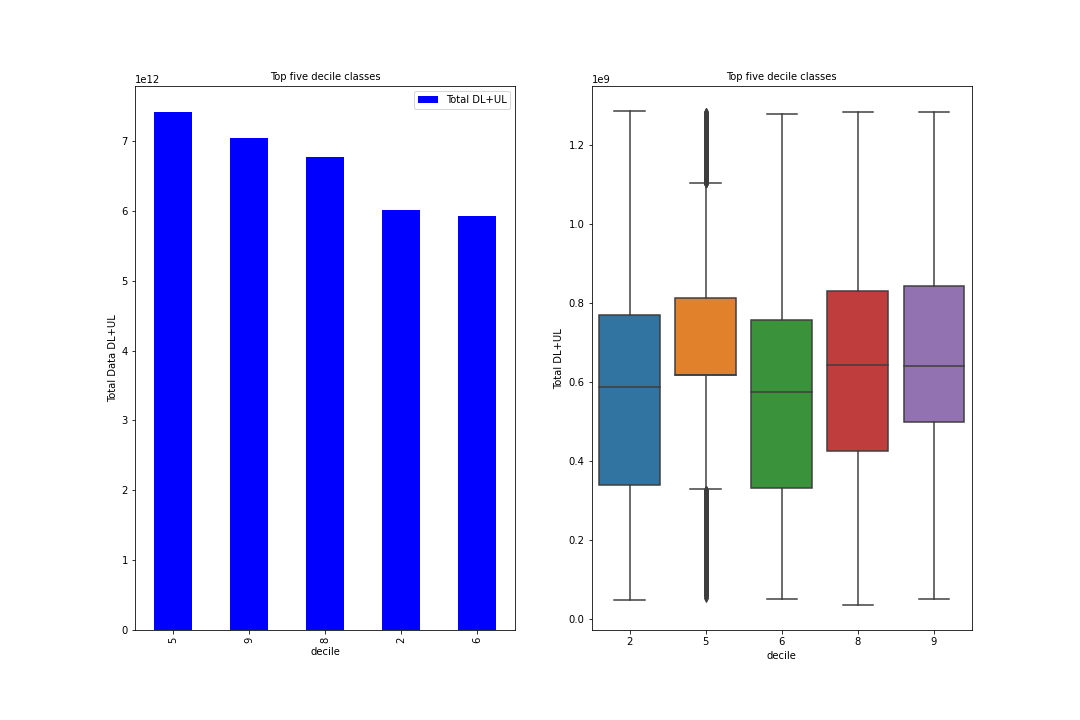 Top five decile classes
1e12
Total DL+UL
7
6
5
4
3
2
1
0
Total Data DL+UL
5 9 8 2 6
decile
Top five decile classes
1e9
1.2
1.0
0.8
0.6
0.4
0.2
0.0
Total DL+UL
2 5 6 8 9
decile